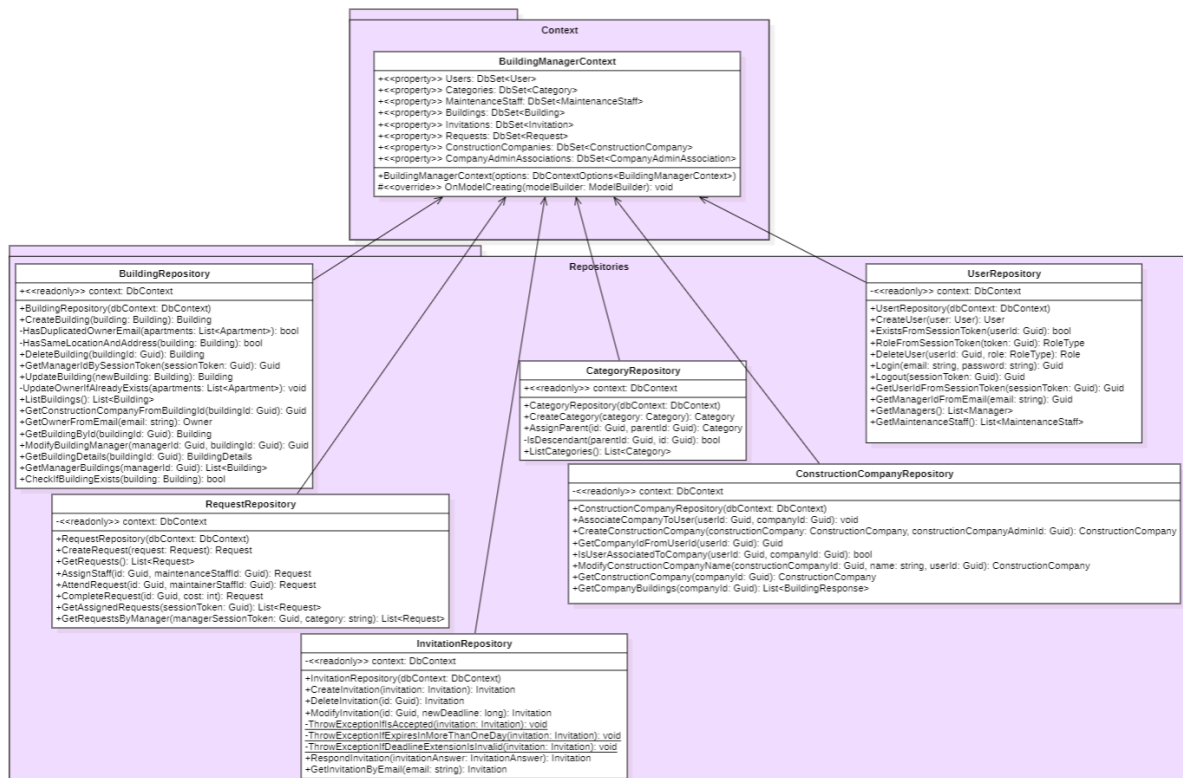 Context
BuildingManagerContext
+<<property>> Users: DbSet<User>
+<<property>> Categories: DbSet<Category>
+<<property>> MaintenanceStaff: DbSet<MaintenanceStaff>
+<<property>> Buildings: DbSet<Building>
+<<property>> Invitations: DbSet<Invitation>
+<<property>> Requests: DbSet<Request>
+<<property>> ConstructionCompanies: DbSet<ConstructionCompany>
+<<property>> CompanyAdminAssociations: DbSet<CompanyAdminAssociation>
+BuildingManagerContext(options: DbContextOptions<BuildingManagerContext>)
#<<override>> OnModelCreating(modelBuilder: ModelBuilder): void
Repositories
BuildingRepository
+<<readonly>> context: DbContext
+BuildingRepository(dbContext: DbContext)
+CreateBuilding(building: Building): Building
-HasDuplicatedOwnerEmail(apartments: List<Apartment>): bool
-HasSameLocationAndAddress(building: Building): bool
+DeleteBuilding(buildingId: Guid): Building
+GetManagerIdBySessionToken(sessionToken: Guid): Guid
+UpdateBuilding(newBuilding: Building): Building
-UpdateOwnerIfAlreadyExists(apartments: List<Apartment>): void
+ListBuildings(): List<Building>
+GetConstructionCompanyFromBuildingId(buildingId: Guid): Guid
+GetOwnerFromEmail(email: string): Owner
+GetBuildingById(buildingId: Guid): Building
+ModifyBuildingManager(managerId: Guid, buildingId: Guid): Guid
+GetBuildingDetails(buildingId: Guid): BuildingDetails
+GetManagerBuildings(managerId: Guid): List<Building>
+CheckIfBuildingExists(building: Building): bool
UserRepository
-<<readonly>> context: DbContext
+UsertRepository(dbContext: DbContext)
+CreateUser(user: User): User
+ExistsFromSessionToken(userId: Guid): bool
+RoleFromSessionToken(token: Guid): RoleType
+DeleteUser(userId: Guid, role: RoleType): Role
+Login(email: string, password: string): Guid
+Logout(sessionToken: Guid): Guid
+GetUserIdFromSessionToken(sessionToken: Guid): Guid
+GetManagerIdFromEmail(email: string): Guid
+GetManagers(): List<Manager>
+GetMaintenanceStaff(): List<MaintenanceStaff>
CategoryRepository
+<<readonly>> context: DbContext
+CategoryRepository(dbContext: DbContext)
+CreateCategory(category: Category): Category
+AssignParent(id: Guid, parentId: Guid): Category
-IsDescendant(parentId: Guid, id: Guid): bool
+ListCategories(): List<Category>
ConstructionCompanyRepository
-<<readonly>> context: DbContext
+ConstructionCompanyRepository(dbContext: DbContext)
+AssociateCompanyToUser(userId: Guid, companyId: Guid): void
+CreateConstructionCompany(constructionCompany: ConstructionCompany, constructionCompanyAdminId: Guid): ConstructionCompany
+GetCompanyIdFromUserId(userId: Guid): Guid
+IsUserAssociatedToCompany(userId: Guid, companyId: Guid): bool
+ModifyConstructionCompanyName(constructionCompanyId: Guid, name: string, userId: Guid): ConstructionCompany
+GetConstructionCompany(companyId: Guid): ConstructionCompany
+GetCompanyBuildings(companyId: Guid): List<BuildingResponse>
RequestRepository
-<<readonly>> context: DbContext
+RequestRepository(dbContext: DbContext)
+CreateRequest(request: Request): Request
+GetRequests(): List<Request>
+AssignStaff(id: Guid, maintenanceStaffId: Guid): Request
+AttendRequest(id: Guid, maintainerStaffId: Guid): Request
+CompleteRequest(id: Guid, cost: int): Request
+GetAssignedRequests(sessionToken: Guid): List<Request>
+GetRequestsByManager(managerSessionToken: Guid, category: string): List<Request>
InvitationRepository
-<<readonly>> context: DbContext
+InvitationRepository(dbContext: DbContext)
+CreateInvitation(invitation: Invitation): Invitation
+DeleteInvitation(id: Guid): Invitation
+ModifyInvitation(id: Guid, newDeadline: long): Invitation
-ThrowExceptionIfIsAccepted(invitation: Invitation): void
-ThrowExceptionIfExpiresInMoreThanOneDay(invitation: Invitation): void
-ThrowExceptionIfDeadlineExtensionIsInvalid(invitation: Invitation): void
+RespondInvitation(invitationAnswer: InvitationAnswer): Invitation
+GetInvitationByEmail(email: string): Invitation